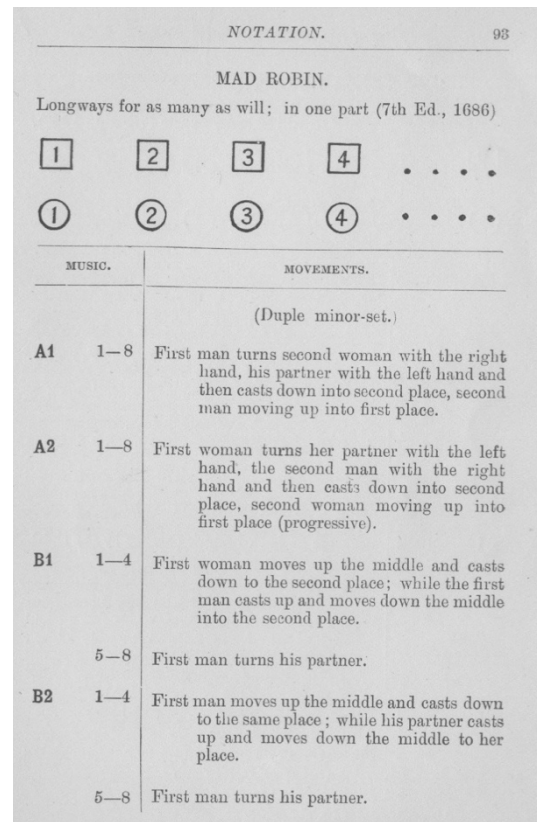 NOTATION. 93
MAD ROBIN.
Longways for as many as will; in one part (7th Ed., 1686)
1 2 3 4 . . . .
1 2 3 4 . . . .
MUSIC. MOVEMENTS.
(Duple minor-set.)
A1 1—8 First man turns second woman with the right
hand, his partner with the left hand and
then casts down into second place, second
man moving up into first place.
A2 1—8 First woman turns her partner with the left
hand, the second man with the right
hand and then casts down into second
place, second woman moving up into
first place (progressive).
B1 1—4 First woman moves up the middle and casts
down to the second place; while the first
man casts up and moves down the middle
into the second place.
5—8 First man turns his partner.
B2 1—4 First man moves up the middle and casts down
to the same place; while his partner casts
up and moves down the middle to her
place.
5—8 First man turns his partner.